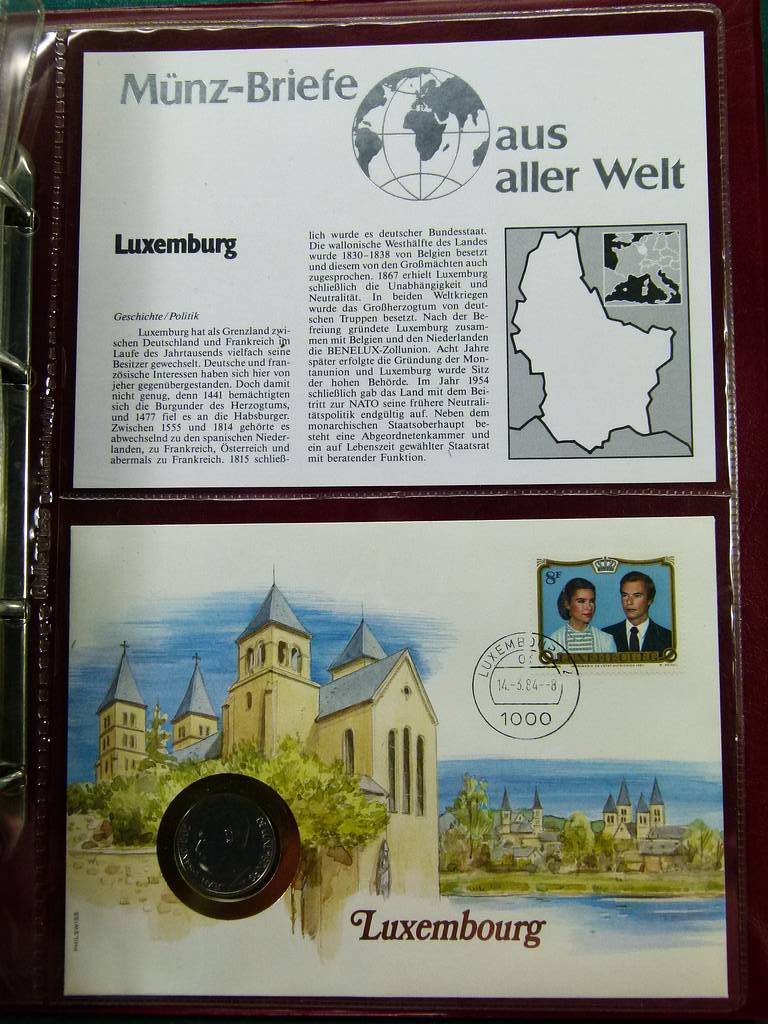 Münz-Briefe
aus
aller Welt
Luxemburg
Geschichte/Politik
Luxemburg hat als Grenzland zwi-
schen Deutschland und Frankreich im
Laufe des Jahrtausends vielfach seine
Besitzer gewechselt. Deutsche und fran-
zösische Interessen haben sich hier von
jeher gegenübergestanden. Doch damit
nicht genug, denn 1441 bemächtigten
sich die Burgunder des Herzogtums,
und 1477 fiel es an die Habsburger.
Zwischen 1555 und 1814 gehörte es
abwechselnd zu den spanischen Nieder-
landen, zu Frankreich, Österreich und
abermals zu Frankreich. 1815 schließ-
lich wurde es deutscher Bundesstaat.
Die wallonische Westhälfte des Landes
wurde 1830–1838 von Belgien besetzt
und diesem von den Großmächten auch
zugesprochen. 1867 erhielt Luxemburg
schließlich die Unabhängigkeit und
Neutralität. In beiden Weltkriegen
wurde das Großherzogtum von deut-
schen Truppen besetzt. Nach der Be-
freiung gründete Luxemburg zusam-
men mit Belgien und den Niederlanden
die BENELUX-Zollunion. Acht Jahre
später erfolgte die Gründung der Mon-
tanunion und Luxemburg wurde Sitz
der hohen Behörde. Im Jahr 1954
schließlich gab das Land mit dem Bei-
tritt zur NATO seine frühere Neutrali-
tätspolitik endgültig auf. Neben dem
monarchischen Staatsoberhaupt be-
steht eine Abgeordnetenkammer und
ein auf Lebenszeit gewählter Staatsrat
mit beratender Funktion.
8F
LUXEMBOURG
LUXEMBOURG 2
14.-3.84--8
1000
Luxembourg
PHILSWISS